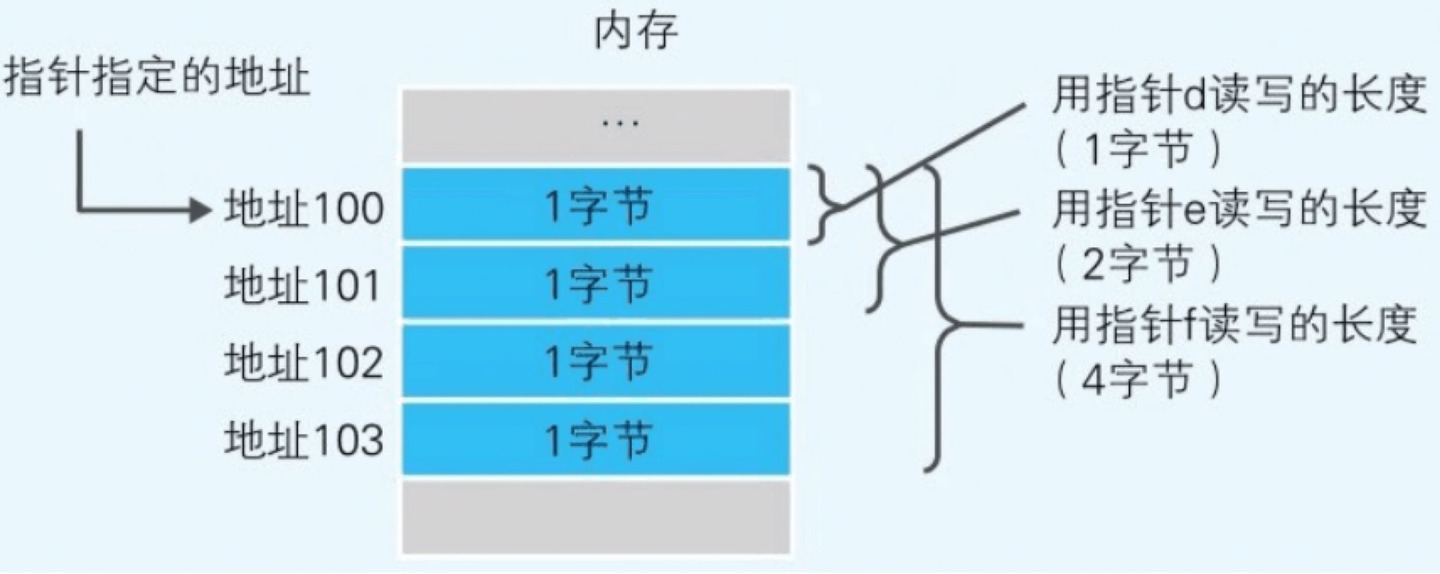 内存
指针指定的地址
...
地址100
1字节
地址101
1字节
地址102
1字节
地址103
1字节
用指针d读写的长度
（1字节）
用指针e读写的长度
（2字节）
用指针f读写的长度
（4字节）